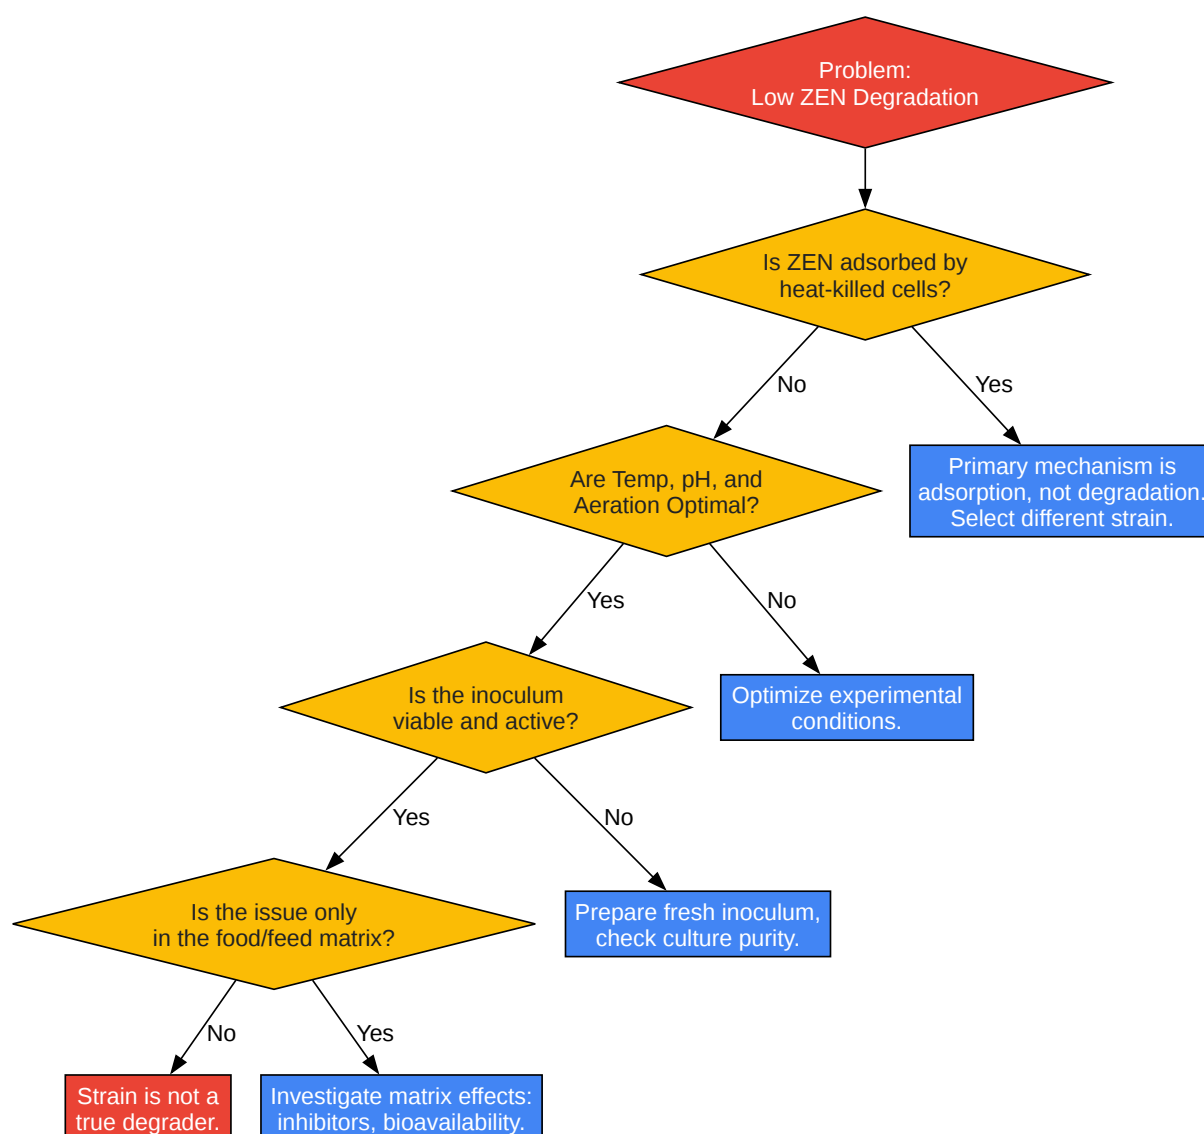 Problem:
Low ZEN Degradation
Is ZEN adsorbed by
heat-killed cells?
No
Yes
Are Temp, pH, and
Aeration Optimal?
Primary mechanism is
adsorption, not degradation.
Select different strain.
Yes
No
Is the inoculum
viable and active?
Optimize experimental
conditions.
Yes
No
Is the issue only
in the food/feed matrix?
Prepare fresh inoculum,
check culture purity.
No
Yes
Strain is not a
true degrader.
Investigate matrix effects:
inhibitors, bioavailability.